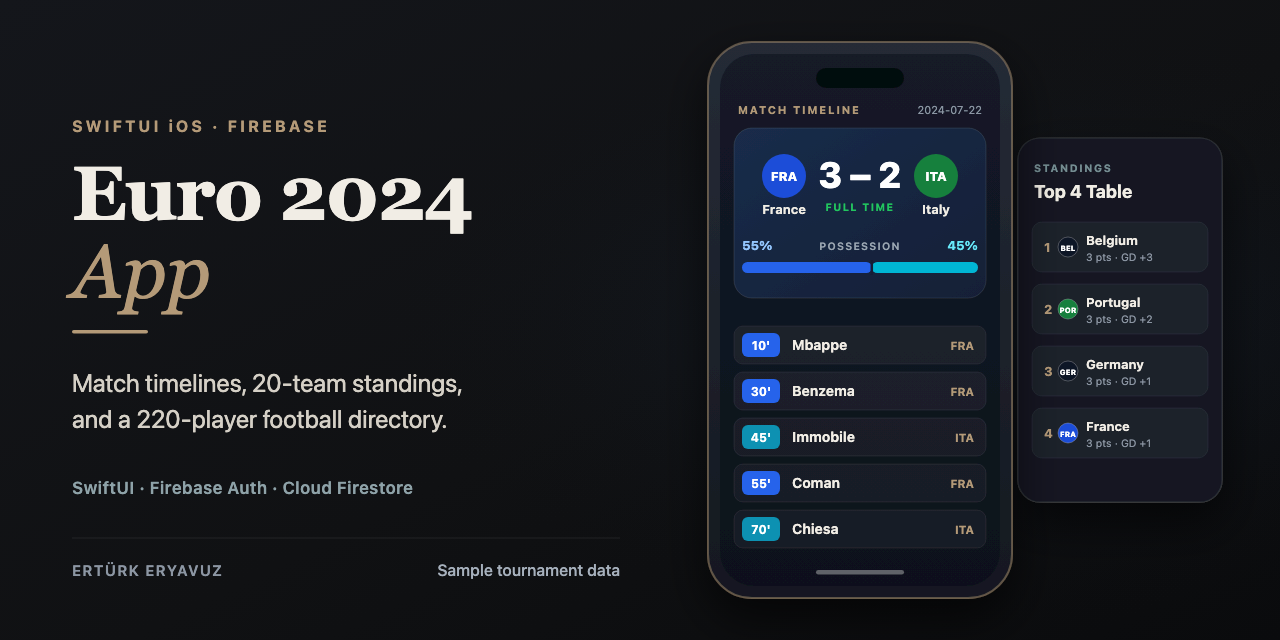 SWIFTUI iOS · FIREBASE
Euro 2024
App
Match timelines, 20-team standings,
and a 220-player football directory.
SwiftUI · Firebase Auth · Cloud Firestore
ERTÜRK ERYAVUZ
Sample tournament data
MATCH TIMELINE 2024-07-22
FRA 3 – 2 ITA
France FULL TIME Italy
55% POSSESSION 45%
10' Mbappe FRA
30' Benzema FRA
45' Immobile ITA
55' Coman FRA
70' Chiesa ITA
STANDINGS
Top 4 Table
1 BEL Belgium
3 pts · GD +3
2 POR Portugal
3 pts · GD +2
3 GER Germany
3 pts · GD +1
4 FRA France
3 pts · GD +1